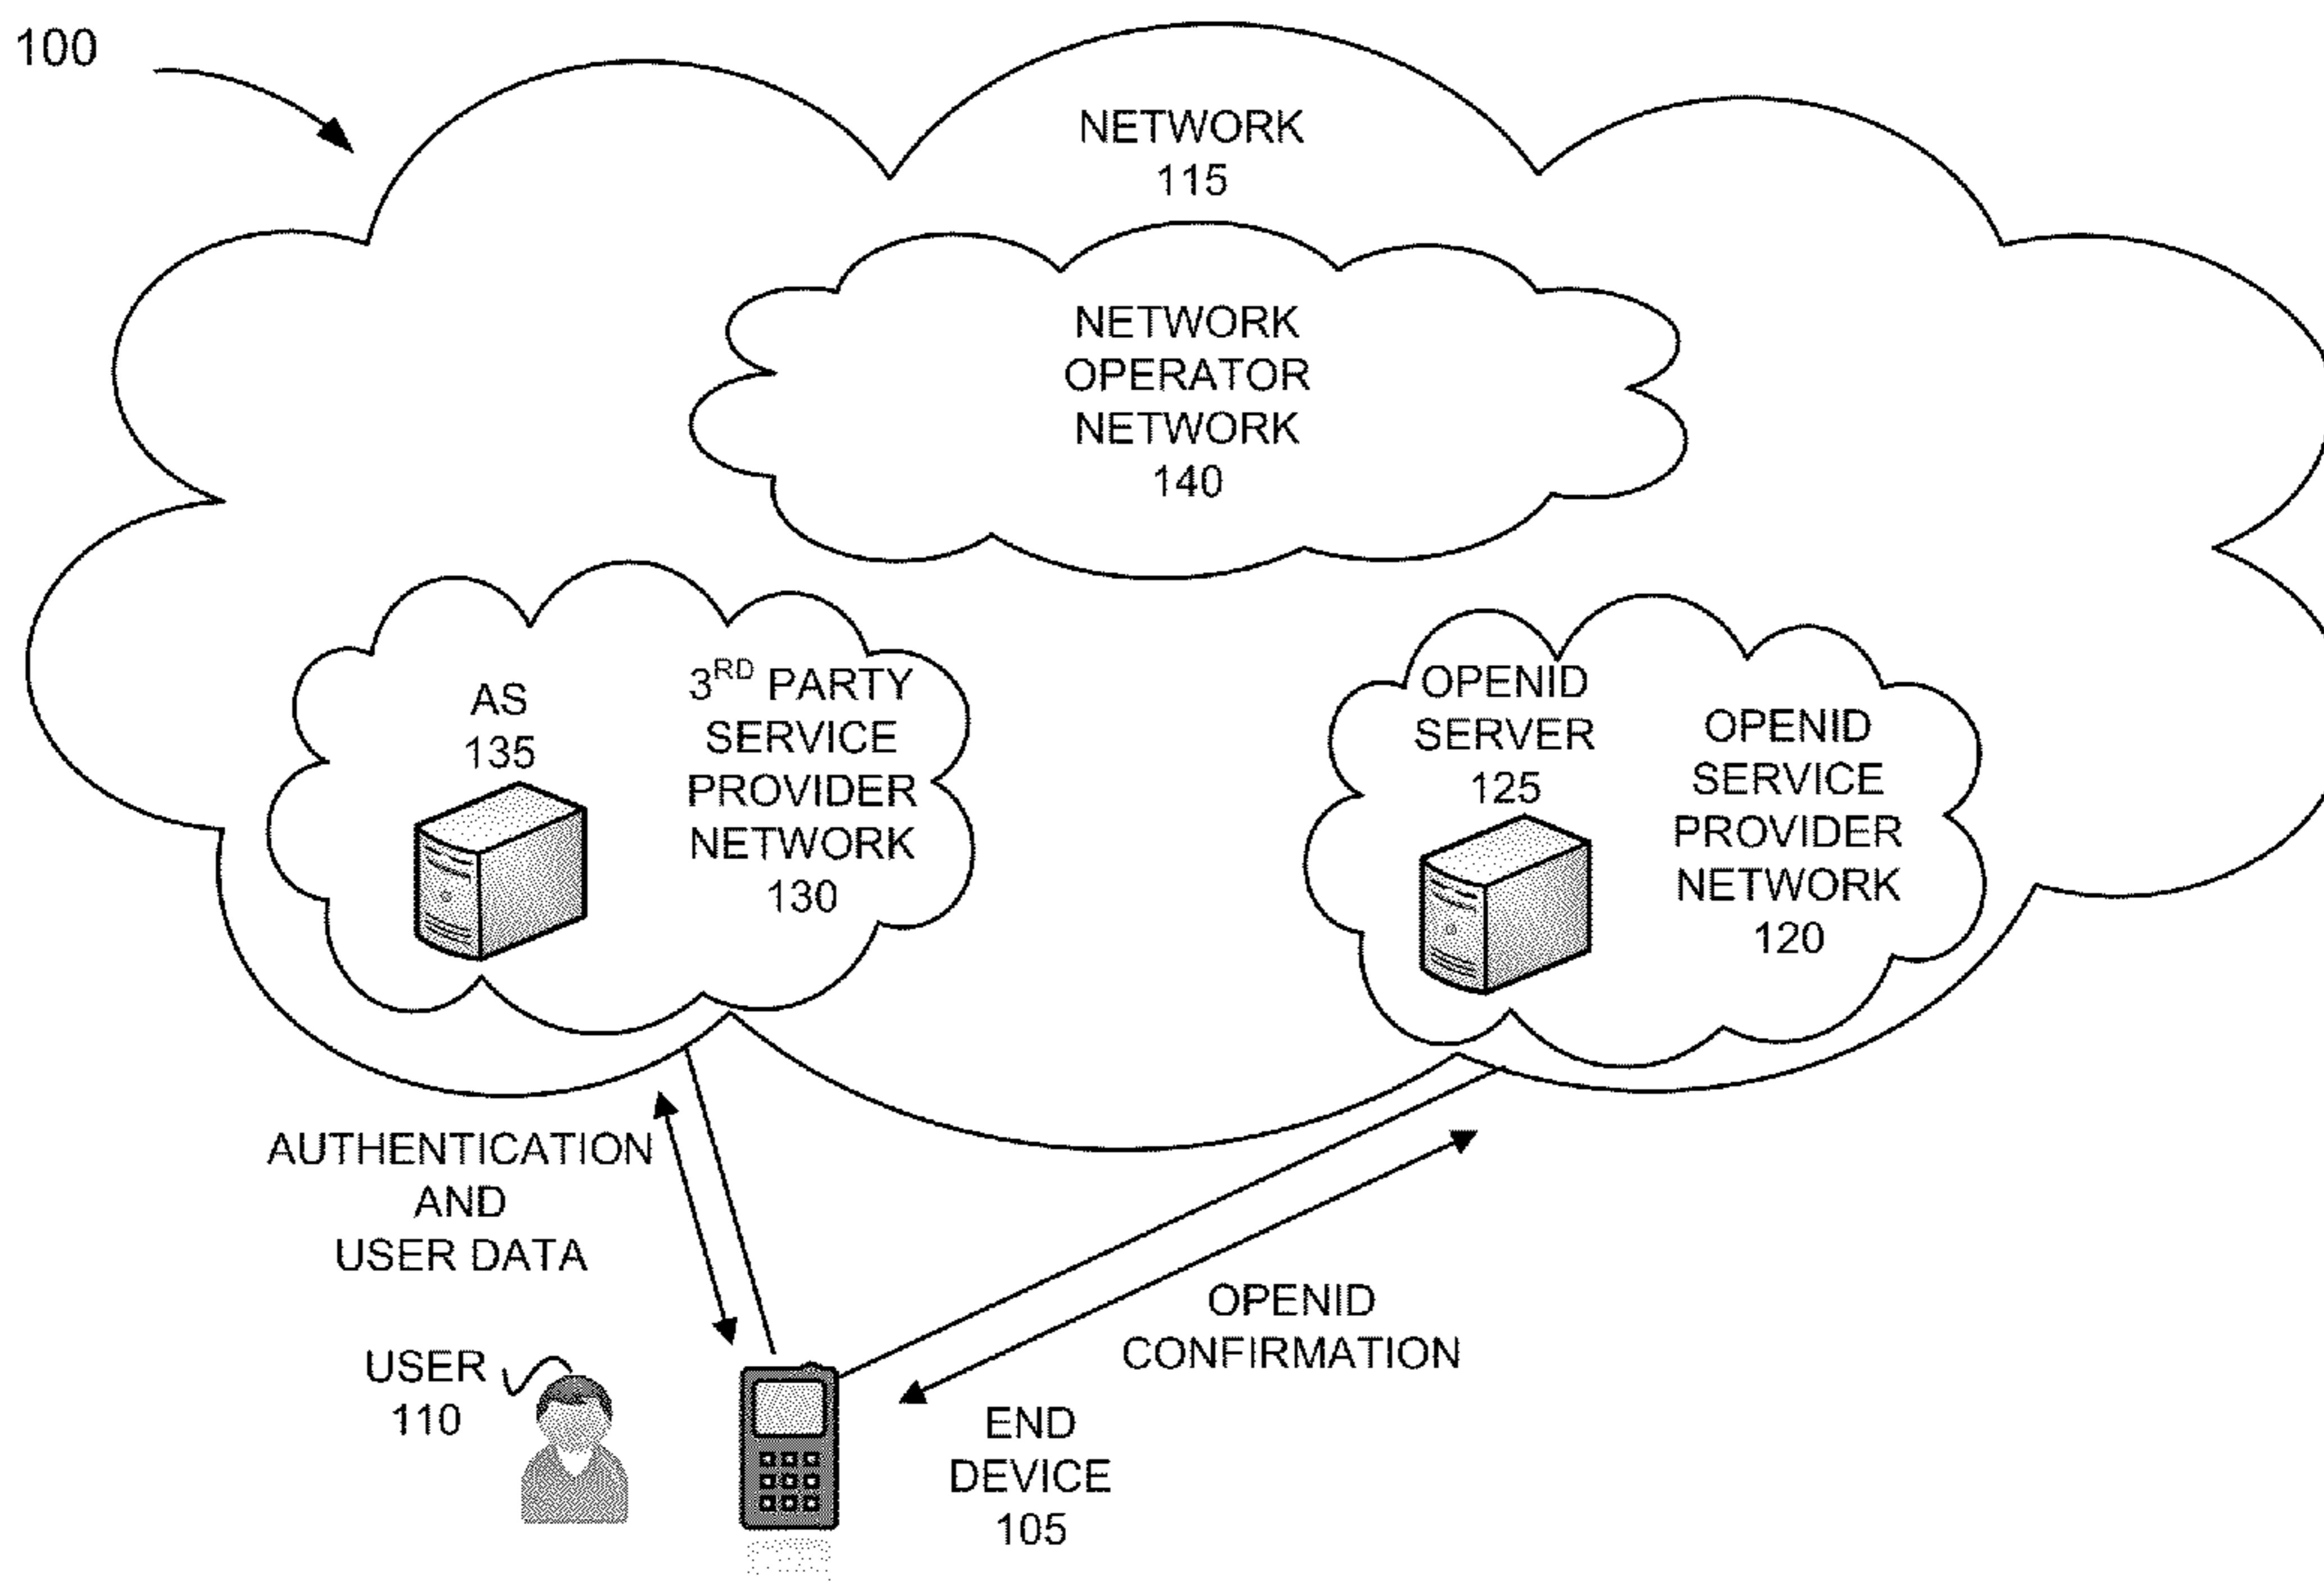 100
NETWORK
115
NETWORK
OPERATOR
NETWORK
140
AS
135
3RD PARTY
SERVICE
PROVIDER
NETWORK
130
OPENID
SERVER
125
OPENID
SERVICE
PROVIDER
NETWORK
120
AUTHENTICATION
AND
USER DATA
OPENID
CONFIRMATION
USER
110
END
DEVICE
105